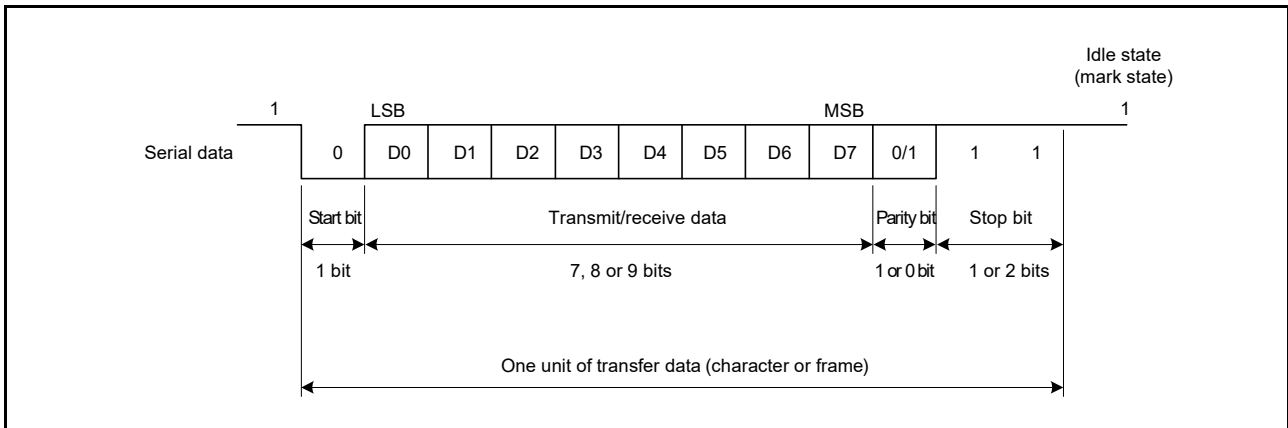 Idle state
(mark state)
1 LSB MSB 1
Serial data 0 D0 D1 D2 D3 D4 D5 D6 D7 0/1 1 1
Start bit Transmit/receive data Parity bit Stop bit
1 bit 7, 8 or 9 bits 1 or 0 bit 1 or 2 bits
One unit of transfer data (character or frame)